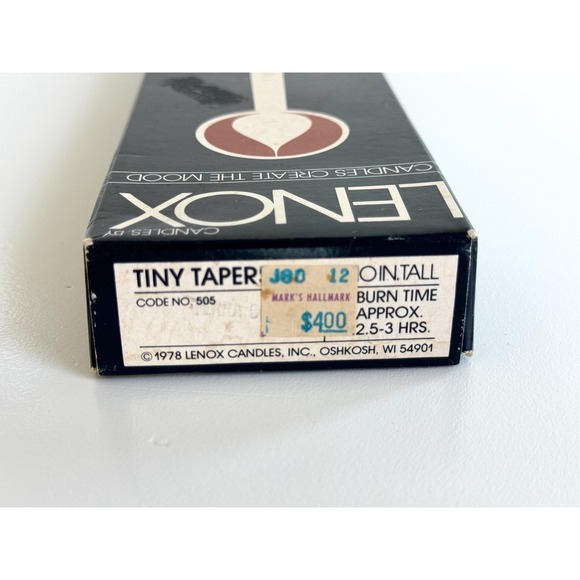 CANDLES CREATE THE MOOD
LENOX
CANDLES BY
TINY TAPERS
CODE NO. 505
J80 12
MARK'S HALLMARK
$4.00
IN. TALL
BURN TIME
APPROX.
2.5-3 HRS.
© 1978 LENOX CANDLES, INC., OSHKOSH, WI 54901